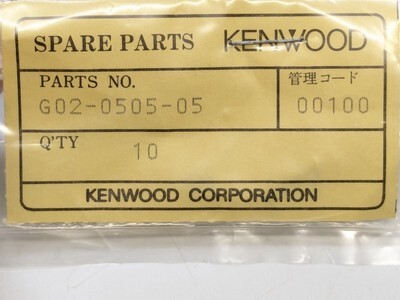 SPARE PARTS KENWOOD
PARTS NO. 管理コード
G02-0505-05 00100
Q'TY 10
KENWOOD CORPORATION